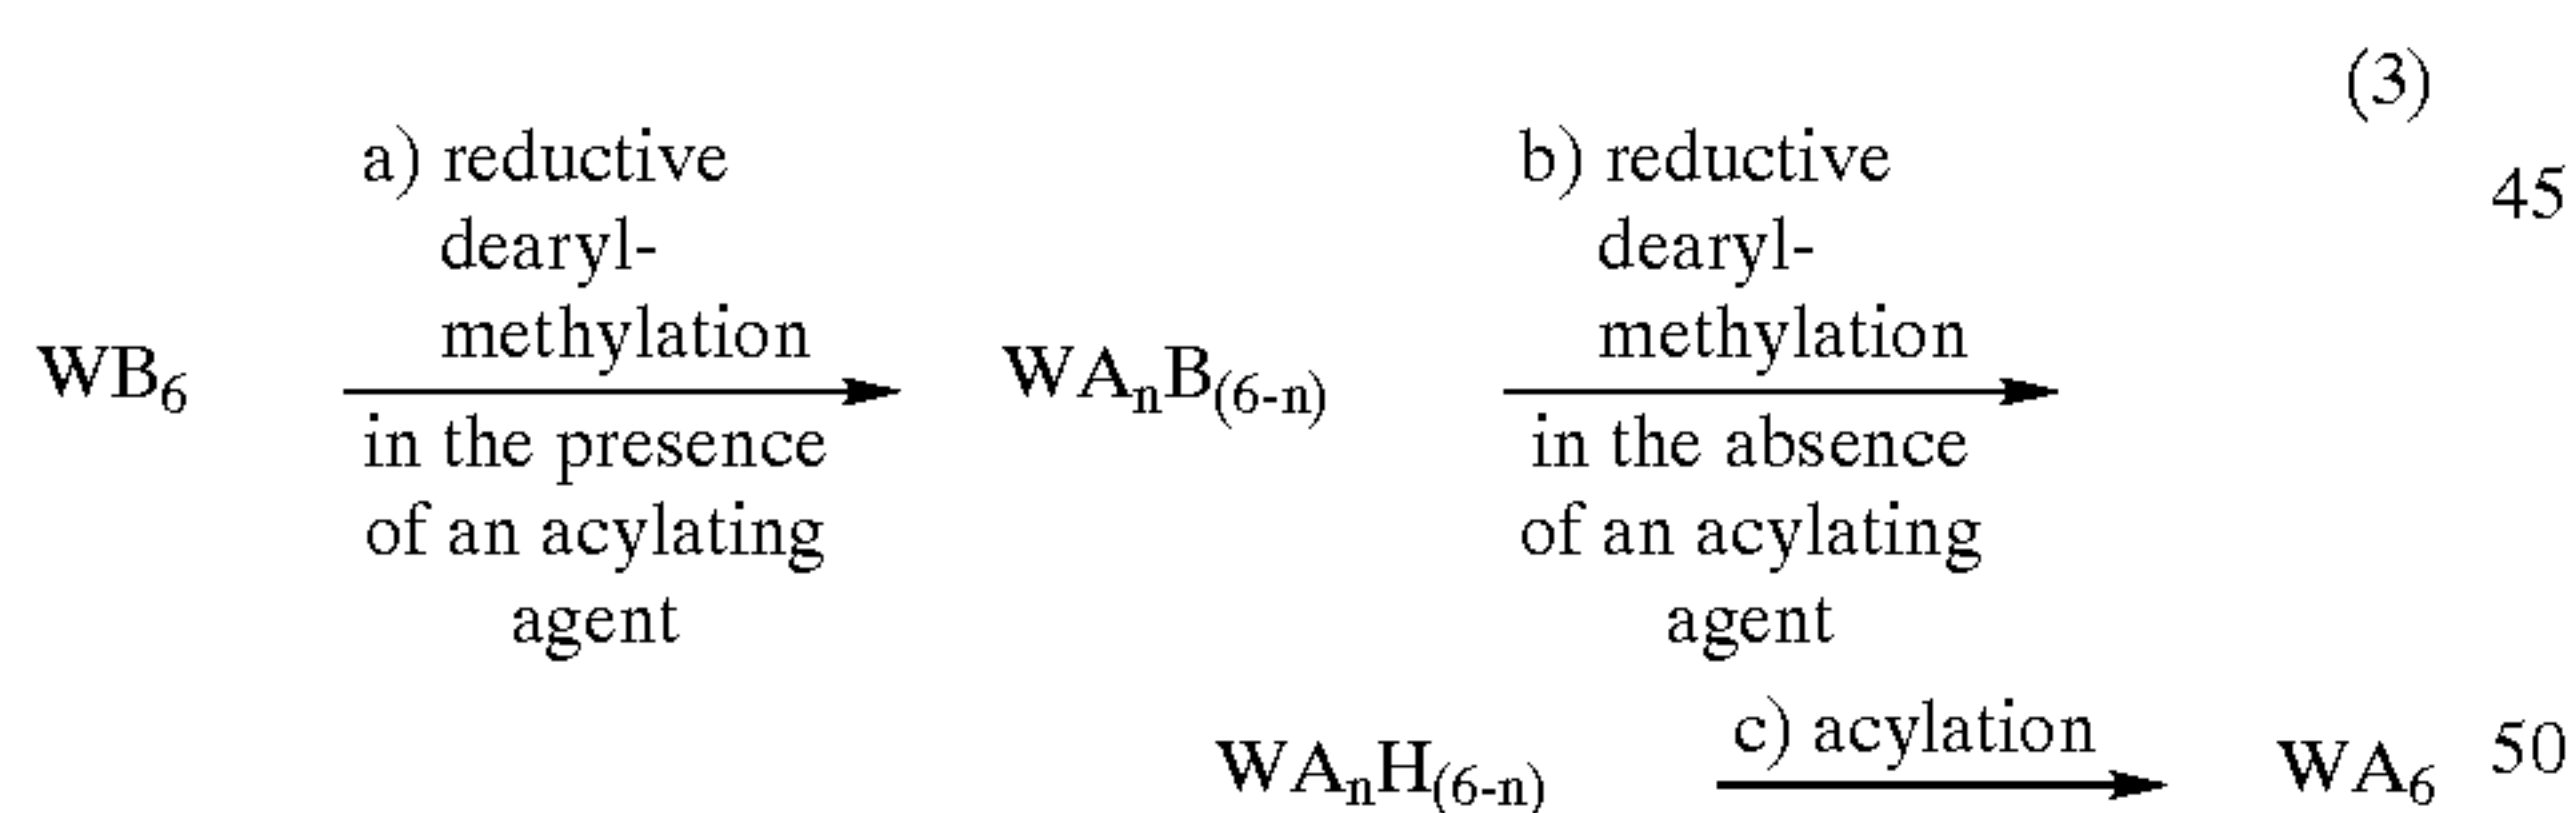 (3)
a) reductive
dearyl-
methylation
WB6
in the presence
of an acylating
agent
WAnB(6-n)
b) reductive
dearyl-
methylation
in the absence
of an acylating
agent
45
WAnH(6-n)
c) acylation
WA6
50